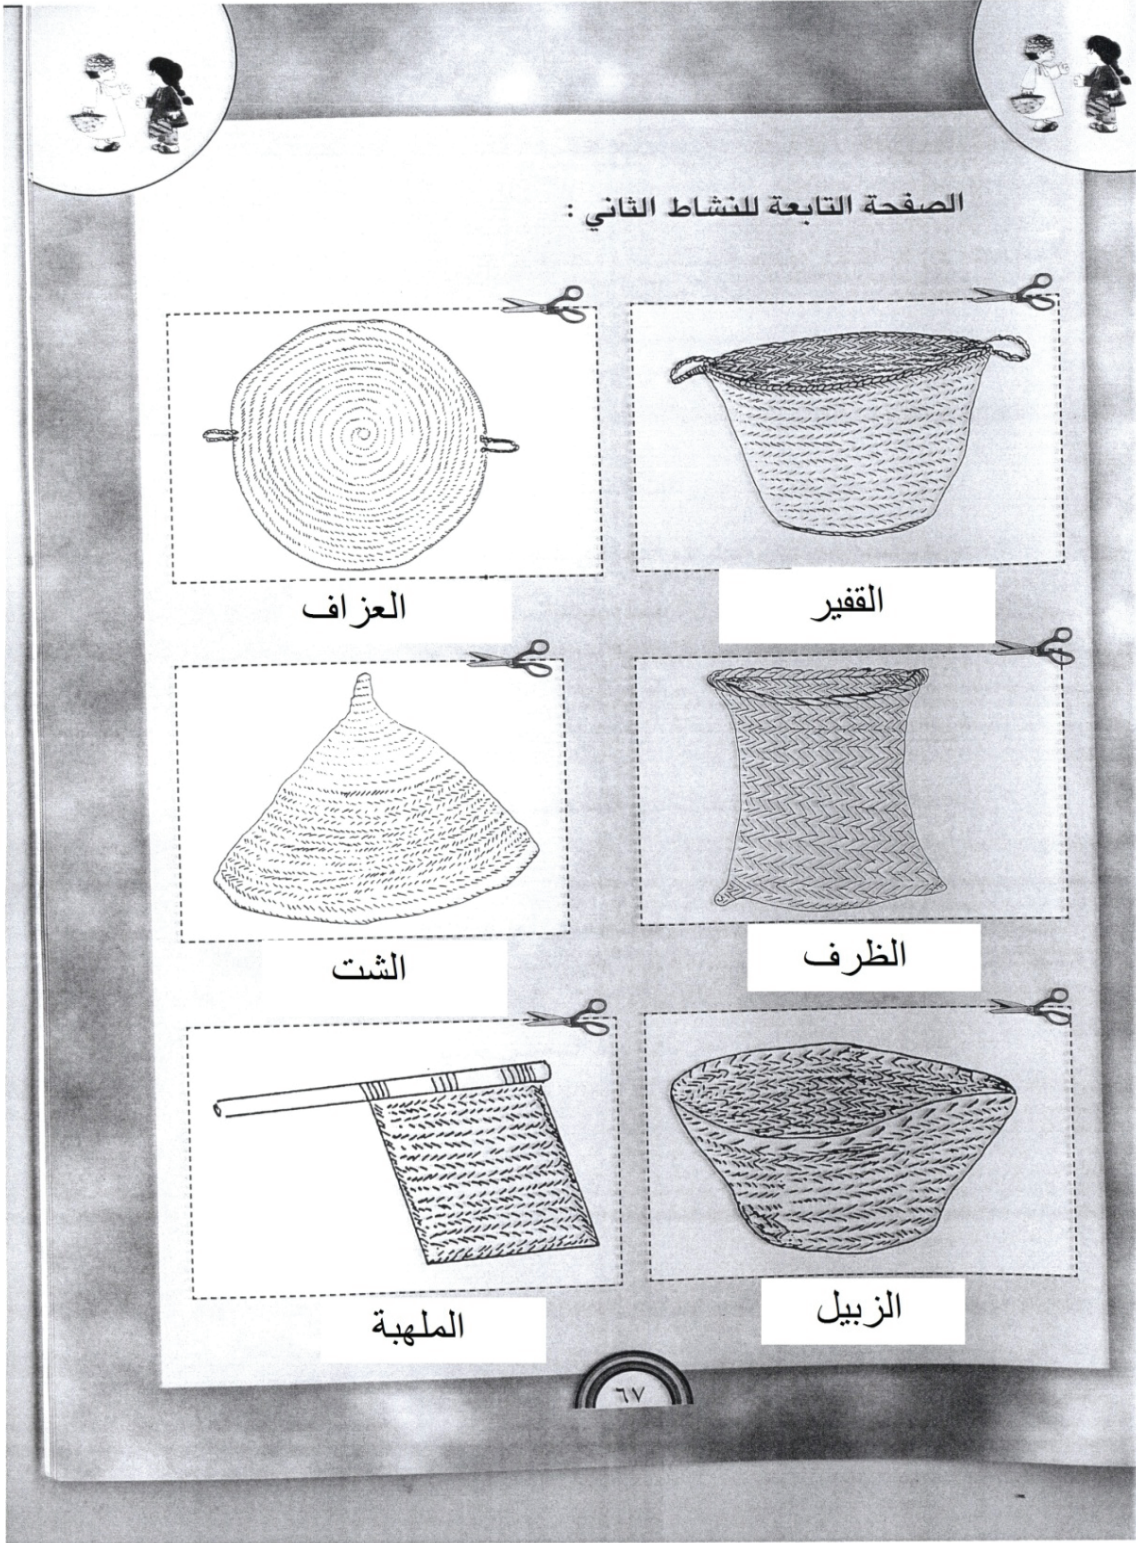 الصفحة التابعة للنشاط الثاني :
القفير
العزاف
الظرف
الشت
الزبيل
الملهبة
٦٧